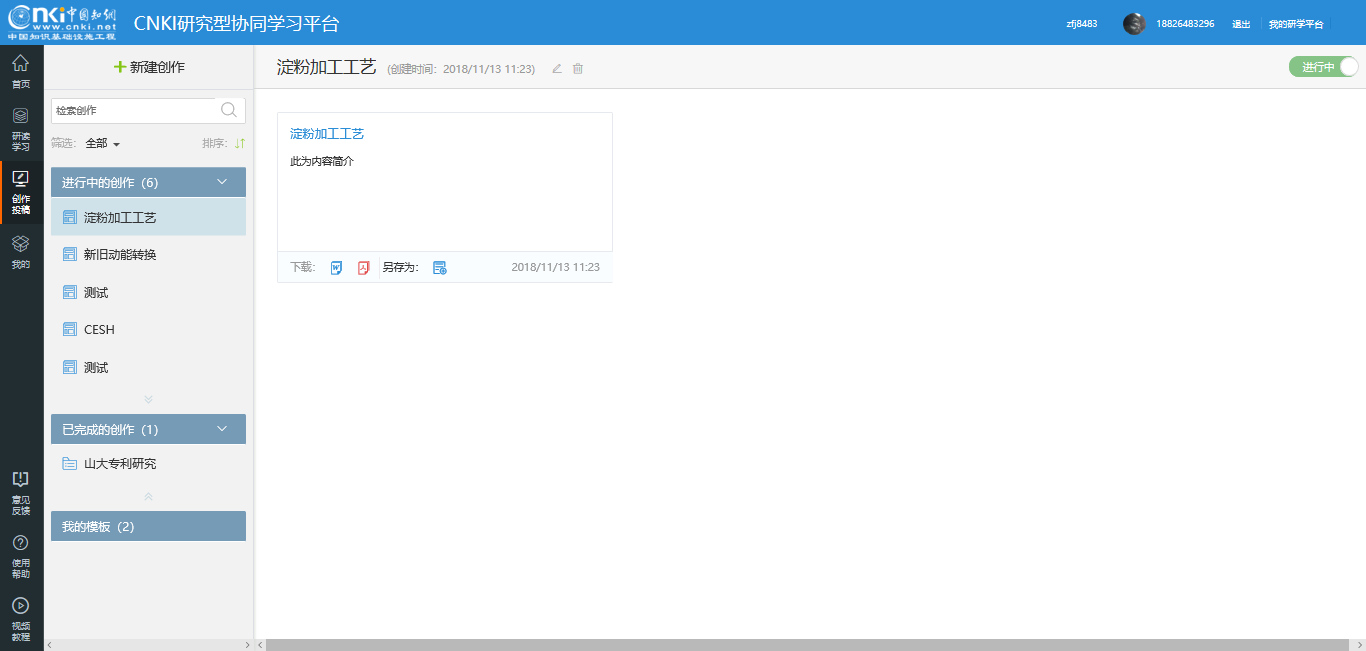 cnki 中国知网
www.cnki.net
中国知识基础设施工程
CNKI研究型协同学习平台
zfj8483
18826483296
退出
我的研学平台
首页
研读
学习
创作
投稿
我的
意见
反馈
使用
帮助
视频
教程
新建创作
检索创作
筛选: 全部
排序:
进行中的创作（6）
淀粉加工工艺
新旧动能转换
测试
CESH
测试
已完成的创作（1）
山大专利研究
我的模板（2）
淀粉加工工艺 (创建时间: 2018/11/13 11:23)
进行中
淀粉加工工艺
此为内容简介
下载: 另存为: 2018/11/13 11:23